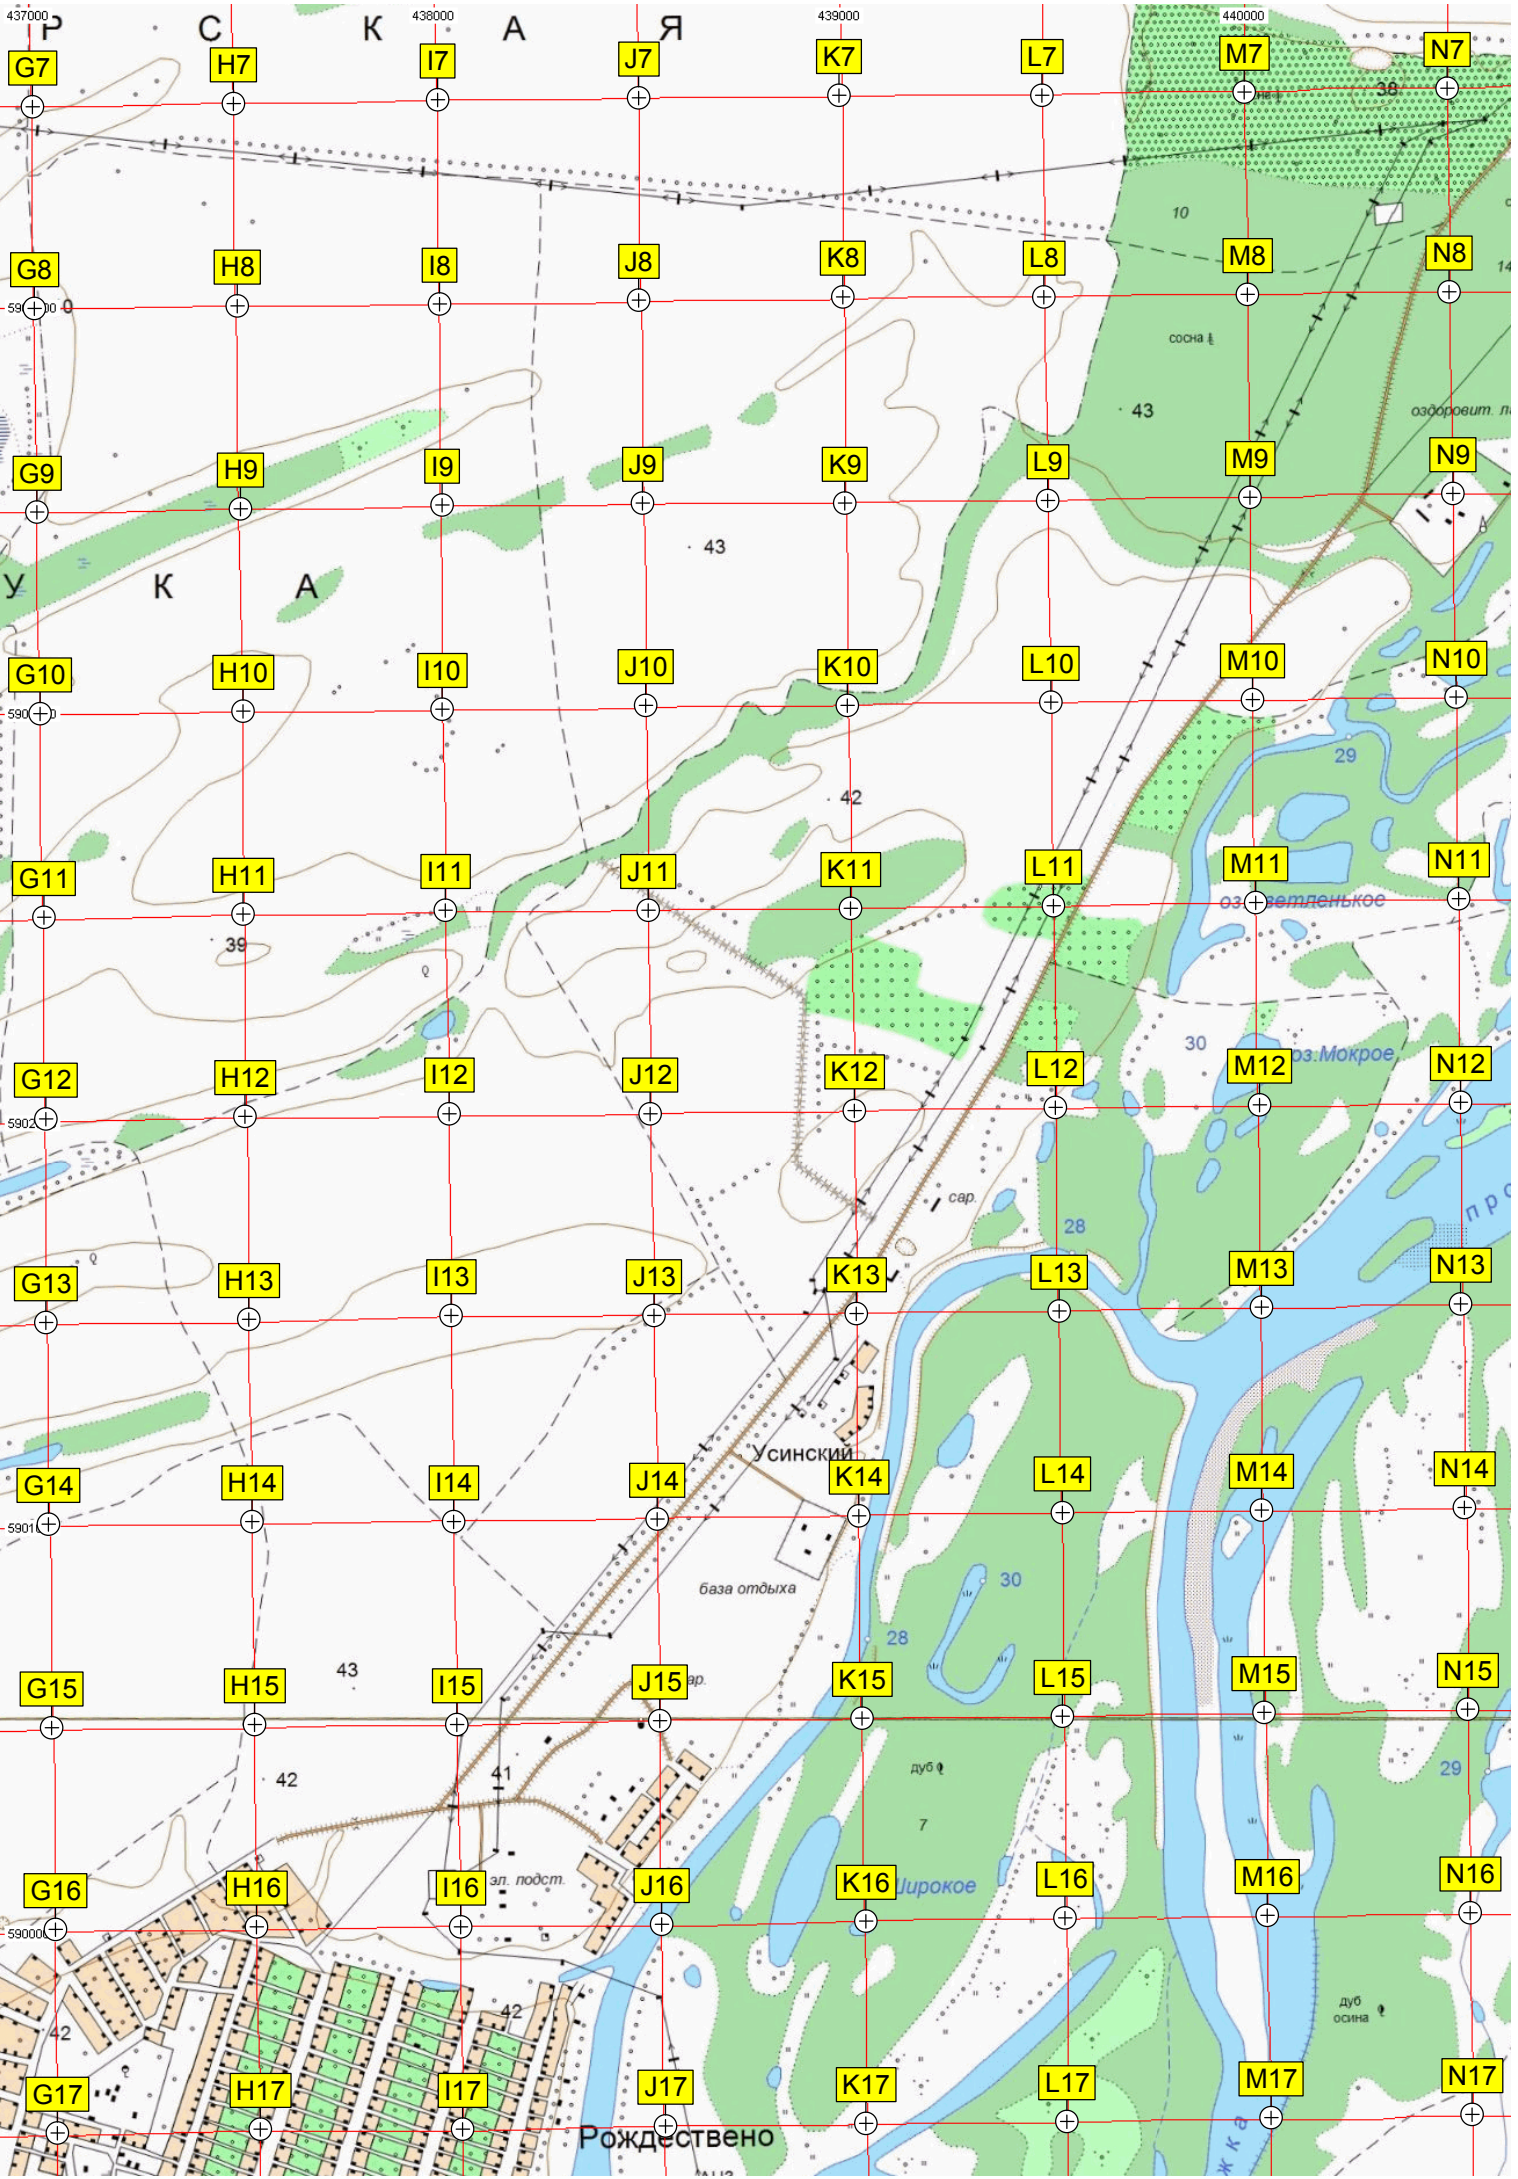 437000 438000 439000 440000
Р С К А Я
G7 H7 I7 J7 K7 L7 M7 N7
38
10
G8 H8 I8 J8 K8 L8 M8 N8
0
14
сосна
43
оздоровит.
G9 H9 I9 J9 K9 L9 M9 N9
43
У К А
G10 H10 I10 J10 K10 L10 M10 N10
29
42
G11 H11 I11 J11 K11 L11 M11 N11
39
30
оз.Мокрое
G12 H12 I12 J12 K12 L12 M12 N12
5902
сар.
28
G13 H13 I13 J13 K13 L13 M13 N13
Усинский
G14 H14 I14 J14 K14 L14 M14 N14
база отдыха
30
28
43
G15 H15 I15 J15 K15 L15 M15 N15
42
41
дуб
7
29
эл. подст.
G16 H16 I16 J16 K16 L16 M16 N16
Широкое
42
42
дуб
осина
G17 H17 I17 J17 K17 L17 M17 N17
Рождествено